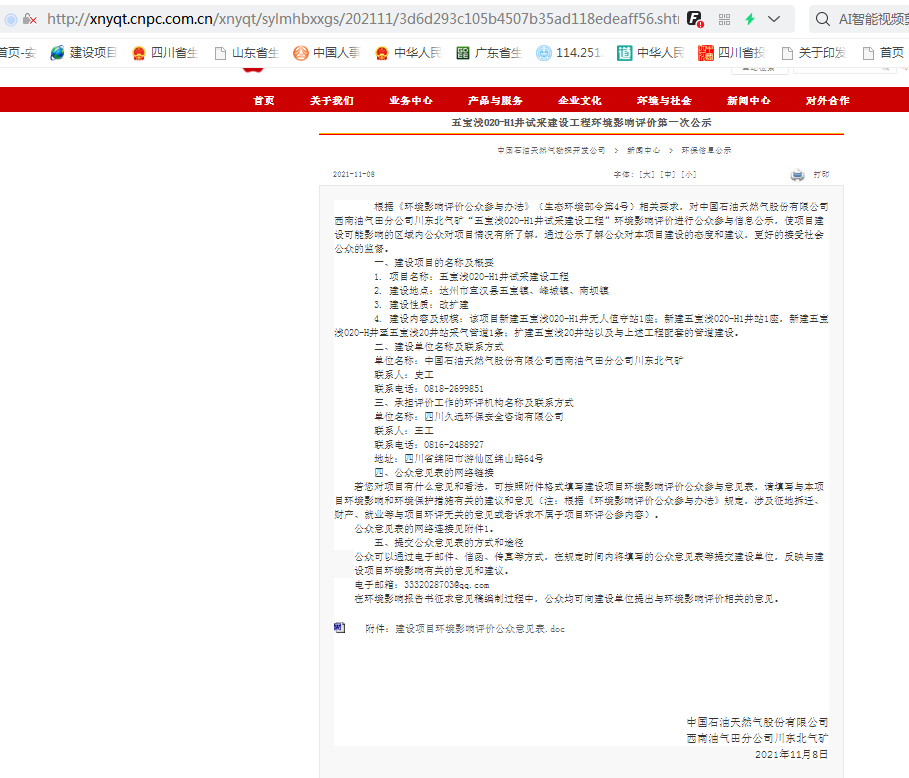 http://xnyqt.cnpc.com.cn/xnyqt/sylmhbxxgs/202111/3d6d293c105b4507b35ad118edeaff56.sht
AI智能视频
首页-安 建设项目 四川省生 山东省生 中国人事 中华人民 广东省生 114.251. 中华人民 四川省投 关于印发 首页
首页 关于我们 业务中心 产品与服务 企业文化 环境与社会 新闻中心 对外合作
五宝浅020-H1井试采建设工程环境影响评价第一次公示
中国石油天然气勘探开发公司 > 新闻中心 > 环保信息公示
2021-11-08 字体：[大] [中] [小] 打印
根据《环境影响评价公众参与办法》（生态环境部令第4号）相关要求，对中国石油天然气股份有限公司
西南油气田分公司川东北气矿“五宝浅020-H1井试采建设工程”环境影响评价进行公众参与信息公示，使项目建
设可能影响的区域内公众对项目情况有所了解，通过公示了解公众对本项目建设的态度和建议，更好的接受社会
公众的监督。
一、建设项目的名称及概要
1. 项目名称：五宝浅020-H1井试采建设工程
2. 建设地点：达州市宣汉县五宝镇、峰城镇、南坝镇
3. 建设性质：改扩建
4. 建设内容及规模：该项目新建五宝浅020-H1井无人值守站1座；新建五宝浅020-H1井站1座，新建五宝
浅020-H井至五宝浅20井站采气管道1条；扩建五宝浅20井站以及与上述工程配套的管道建设。
二、建设单位名称及联系方式
单位名称：中国石油天然气股份有限公司西南油气田分公司川东北气矿
联系人：史工
联系电话：0818-2699851
三、承担评价工作的环评机构名称及联系方式
单位名称：四川久远环保安全咨询有限公司
联系人：王工
联系电话：0816-2488927
地址：四川省绵阳市游仙区绵山路64号
四、公众意见表的网络链接
若您对项目有什么意见和看法，可按照附件格式填写建设项目环境影响评价公众参与意见表，请填写与本项
目环境影响和环境保护措施有关的建议和意见（注：根据《环境影响评价公众参与办法》规定，涉及征地拆迁、
财产、就业等与项目环评无关的意见或者诉求不属于项目环评公参内容）。
公众意见表的网络连接见附件1。
五、提交公众意见表的方式和途径
公众可以通过电子邮件、信函、传真等方式，在规定时间内将填写的公众意见表等提交建设单位，反映与建
设项目环境影响有关的意见和建议。
电子邮箱：3332028703@qq.com
在环境影响报告书征求意见稿编制过程中，公众均可向建设单位提出与环境影响评价相关的意见。
附件：建设项目环境影响评价公众意见表.doc
中国石油天然气股份有限公司
西南油气田分公司川东北气矿
2021年11月8日